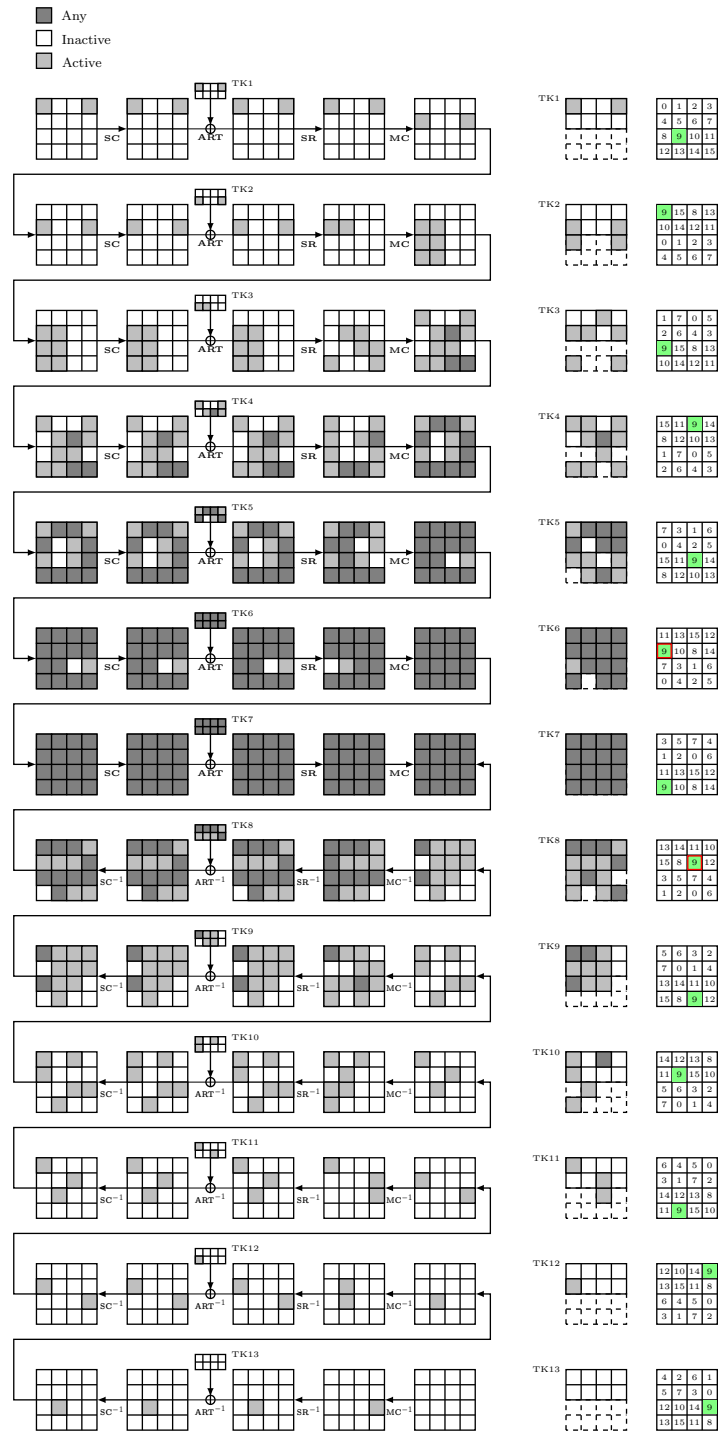 Any
Inactive
Active
TK1 TK1
SC ART SR MC
0 1 2 3
4 5 6 7
8 9 10 11
12 13 14 15
TK2 TK2
SC ART SR MC
9 15 8 13
10 14 12 11
0 1 2 3
4 5 6 7
TK3 TK3
SC ART SR MC
1 7 0 5
2 6 4 3
9 15 8 13
10 14 12 11
TK4 TK4
SC ART SR MC
15 11 9 14
8 12 10 13
1 7 0 5
2 6 4 3
TK5 TK5
SC ART SR MC
7 3 1 6
0 4 2 5
15 11 9 14
8 12 10 13
TK6 TK6
SC ART SR MC
11 13 15 12
9 10 8 14
7 3 1 6
0 4 2 5
TK7 TK7
SC ART SR MC
3 5 7 4
1 2 0 6
11 13 15 12
9 10 8 14
TK8 TK8
SC⁻¹ ART⁻¹ SR⁻¹ MC⁻¹
13 14 11 10
15 8 9 12
3 5 7 4
1 2 0 6
TK9 TK9
SC⁻¹ ART⁻¹ SR⁻¹ MC⁻¹
5 6 3 2
7 0 1 4
13 14 11 10
15 8 9 12
TK10 TK10
SC⁻¹ ART⁻¹ SR⁻¹ MC⁻¹
14 12 13 8
11 9 15 10
5 6 3 2
7 0 1 4
TK11 TK11
SC⁻¹ ART⁻¹ SR⁻¹ MC⁻¹
6 4 5 0
3 1 7 2
14 12 13 8
11 9 15 10
TK12 TK12
SC⁻¹ ART⁻¹ SR⁻¹ MC⁻¹
12 10 14 9
13 15 11 8
6 4 5 0
3 1 7 2
TK13 TK13
SC⁻¹ ART⁻¹ SR⁻¹ MC⁻¹
4 2 6 1
5 7 3 0
12 10 14 9
13 15 11 8